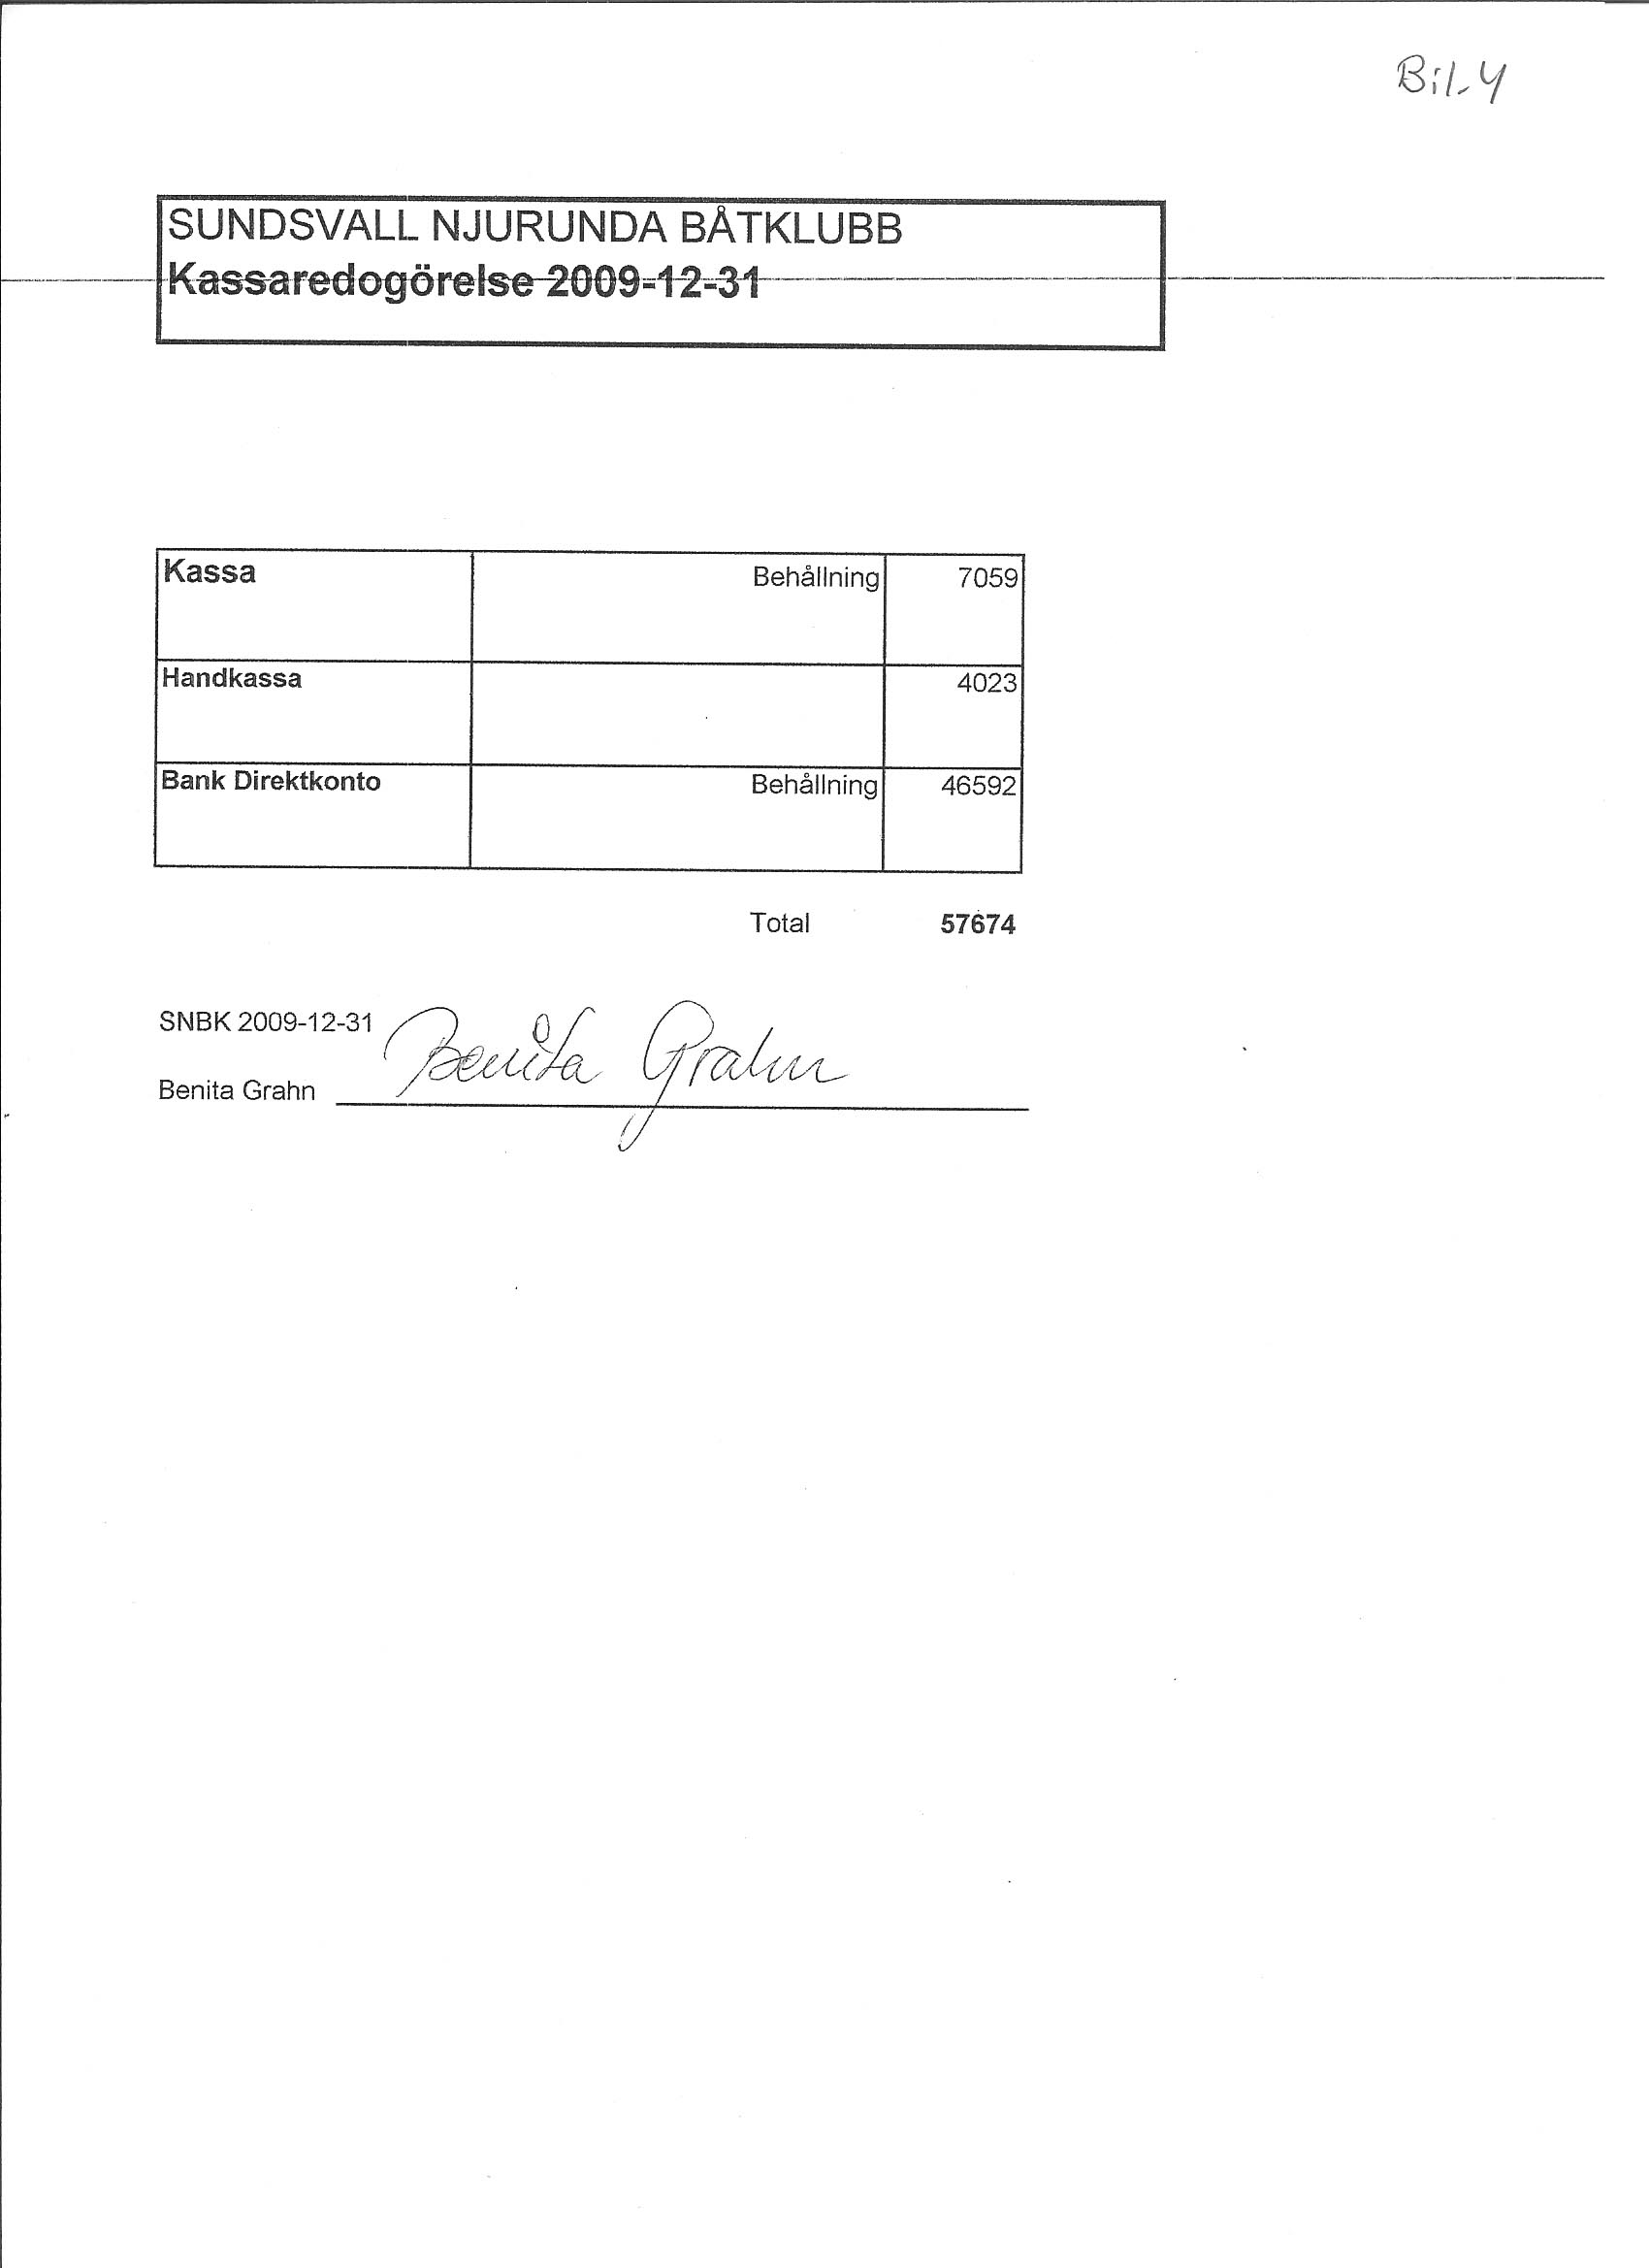 Bil. 4
SUNDSVALL NJURUNDA BÅTKLUBB
Kassaredogörelse 2009-12-31
Kassa Behållning 7059
Handkassa 4023
Bank Direktkonto Behållning 46592
Total 57674
SNBK 2009-12-31
Benita Grahn Benita Grahn